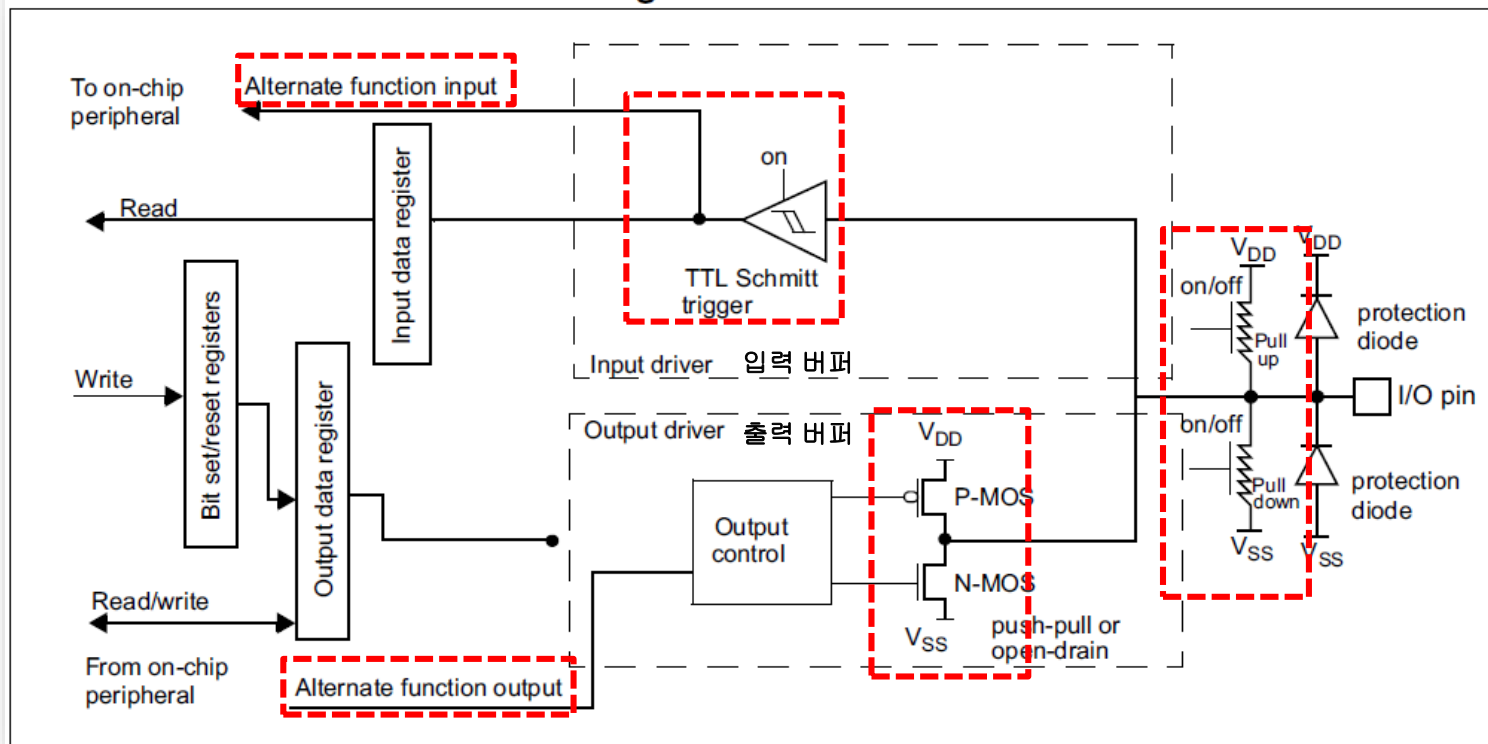 To on-chip
peripheral
Alternate function input
on
Read
Input data register
TTL Schmitt
trigger
Input driver 입력 버퍼
VDD
VDD
on/off
Pull
up
protection
diode
I/O pin
Write
Bit set/reset registers
Output data register
Output driver 출력 버퍼
VDD
P-MOS
Output
control
N-MOS
VSS
push-pull or
open-drain
on/off
Pull
down
protection
diode
VSS
VSS
Read/write
From on-chip
peripheral
Alternate function output